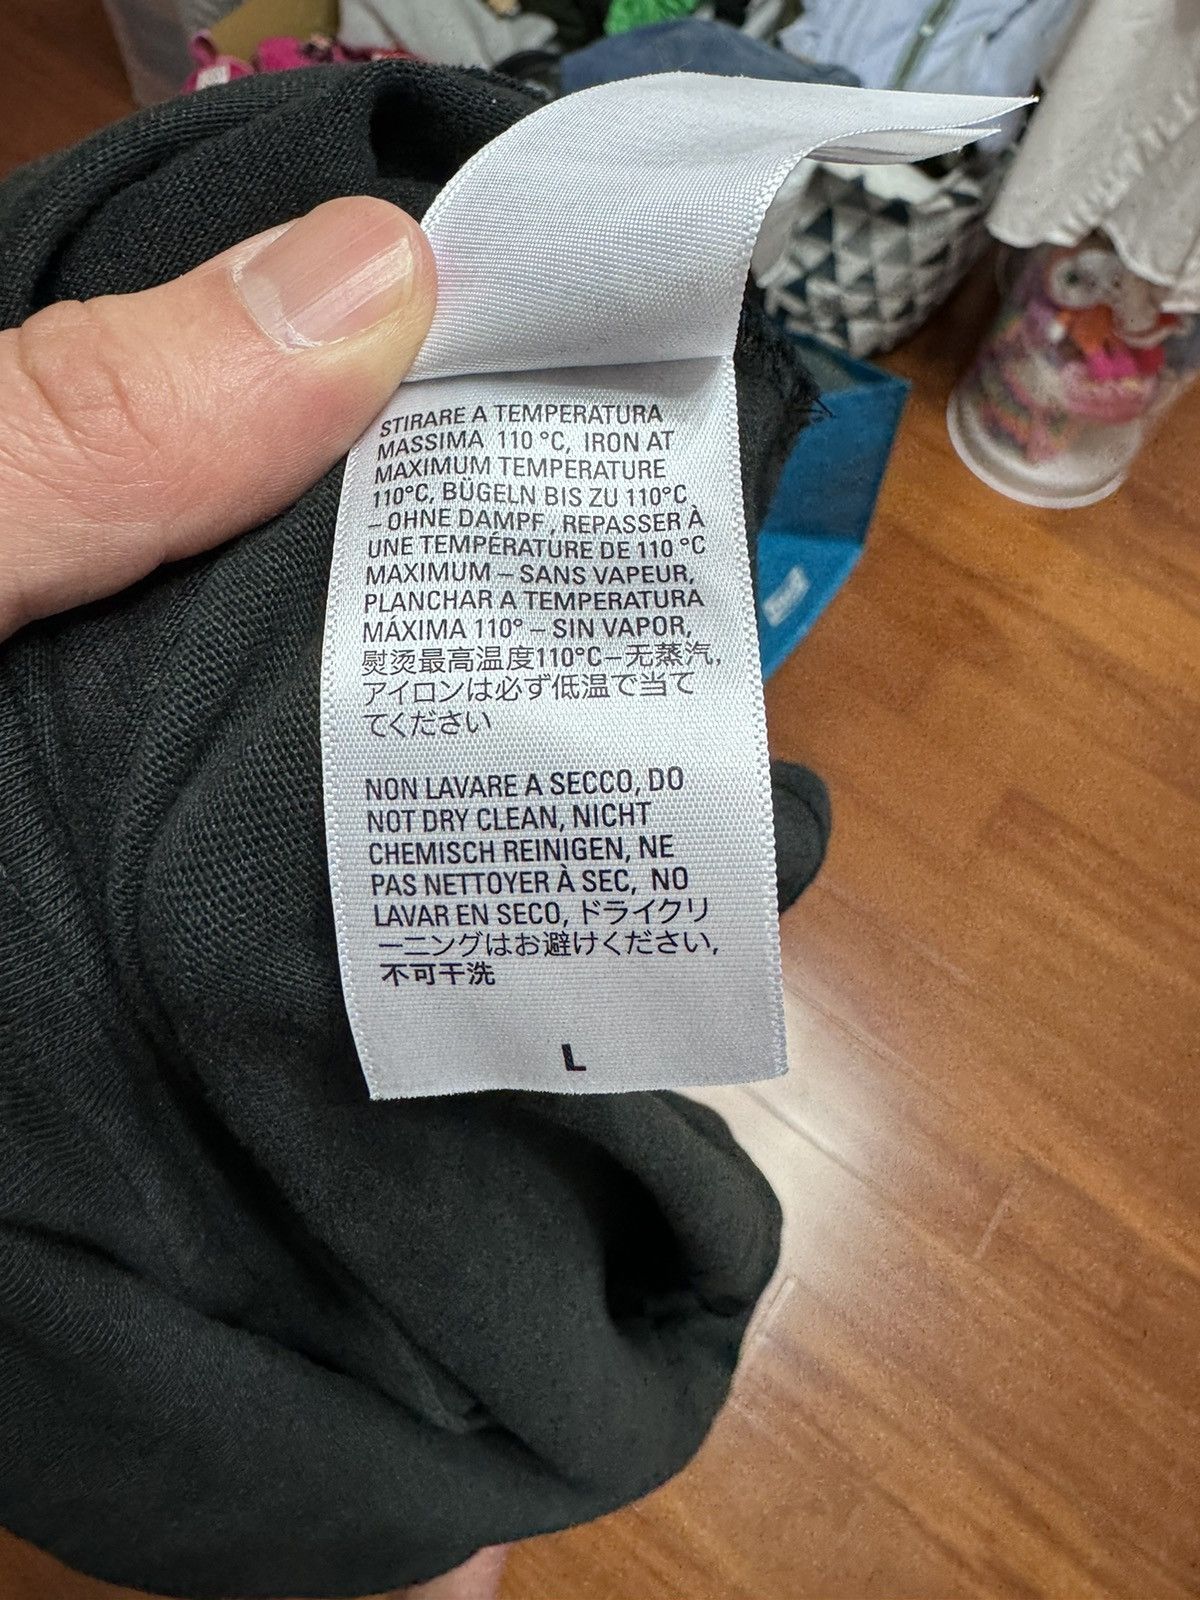 STIRARE A TEMPERATURA
MASSIMA 110 °C, IRON AT
MAXIMUM TEMPERATURE
110°C, BÜGELN BIS ZU 110°C
– OHNE DAMPF, REPASSER À
UNE TEMPÉRATURE DE 110 °C
MAXIMUM – SANS VAPEUR,
PLANCHAR A TEMPERATURA
MÁXIMA 110° – SIN VAPOR,
熨烫最高温度110°C–无蒸汽,
アイロンは必ず低温で当て
てください
NON LAVARE A SECCO, DO
NOT DRY CLEAN, NICHT
CHEMISCH REINIGEN, NE
PAS NETTOYER À SEC, NO
LAVAR EN SECO, ドライクリ
ーニングはお避けください,
不可干洗
L